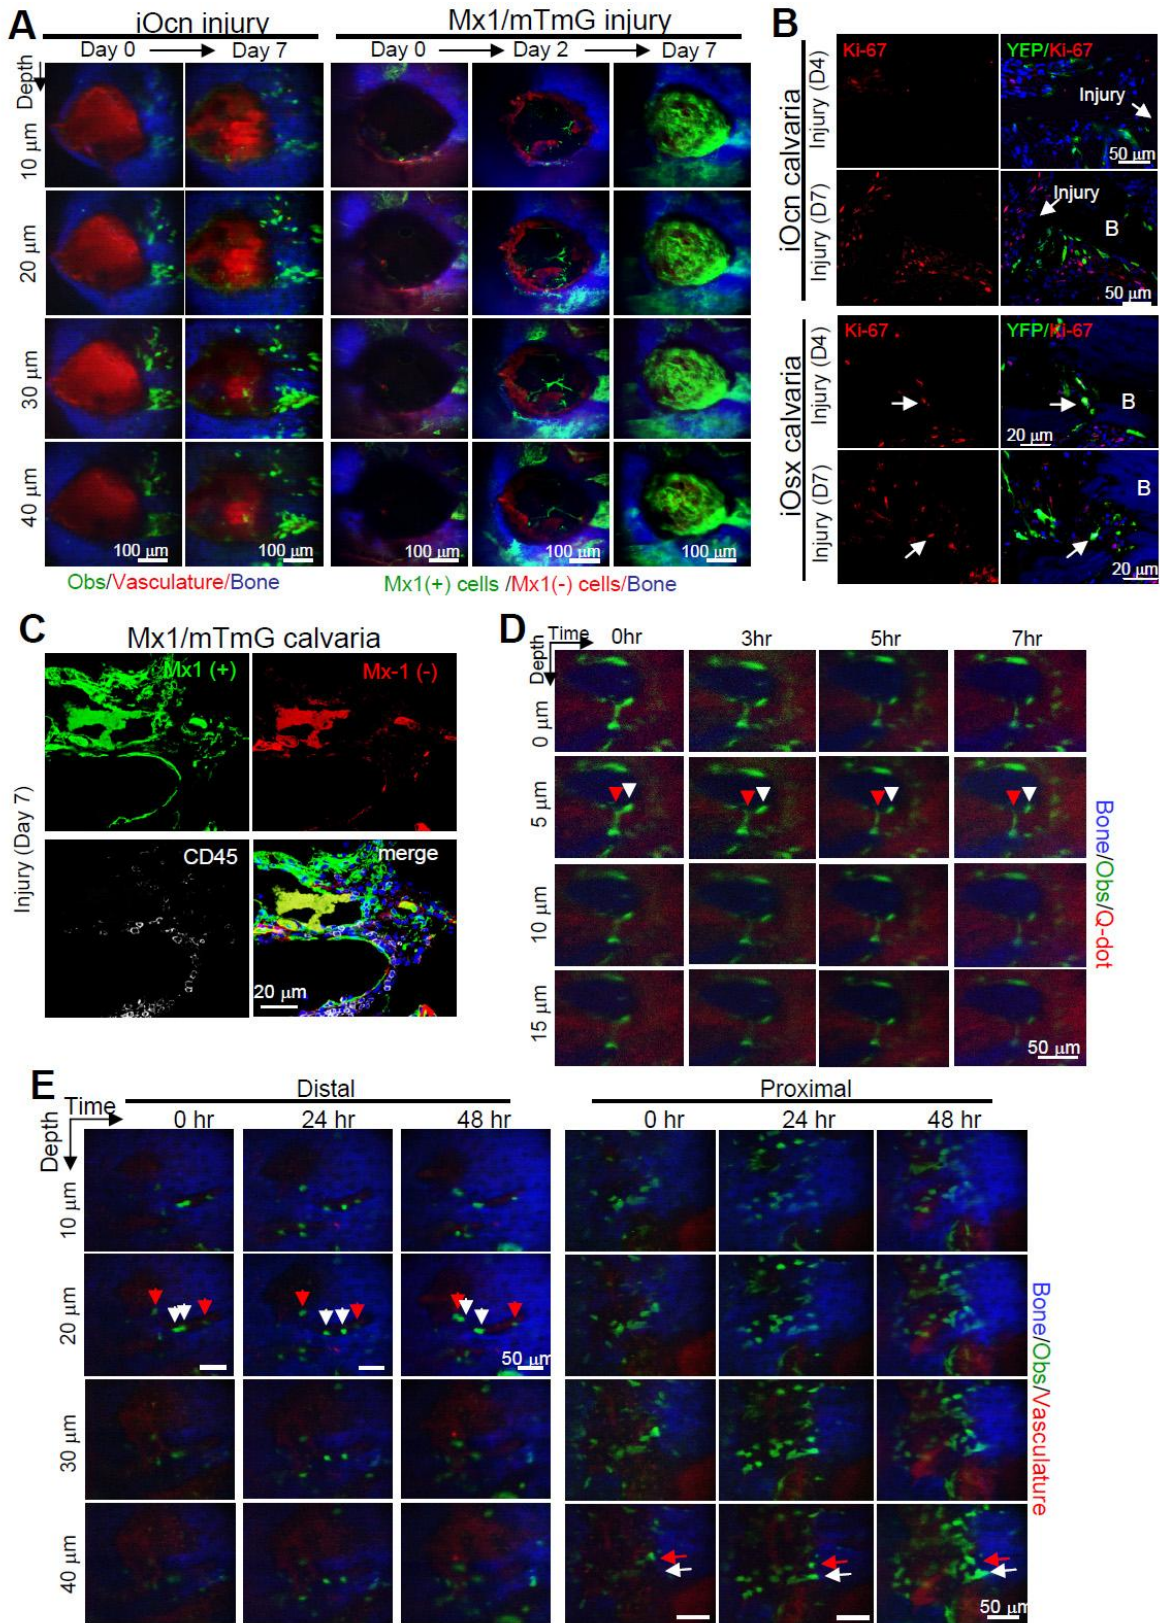 A
iOcn injury
Mx1/mTmG injury
Day 0
Day 7
Day 0
Day 2
Day 7
Depth
10 µm
20 µm
30 µm
40 µm
100 µm
100 µm
100 µm
100 µm
100 µm
Obs/Vasculature/Bone
Mx1(+) cells /Mx1(-) cells/Bone
B
iOcn calvaria
Injury (D4)
Ki-67
YEP/Ki-67
Injury
50 µm
Injury (D7)
Injury
B
50 µm
iOsx calvaria
Injury (D4)
Ki-67
YFP/Ki-67
B
20 µm
Injury (D7)
B
20 µm
C
Mx1/mTmG calvaria
Injury (Day 7)
Mx1 (+)
Mx-1 (-)
CD45
merge
20 µm
D
Time
0hr
3hr
5hr
7hr
Depth
0 µm
5 µm
10 µm
15 µm
50 µm
Bone/Obs/Q-dot
E
Distal
Proximal
Time
0 hr
24 hr
48 hr
0 hr
24 hr
48 hr
Depth
10 µm
20 µm
50 µm
30 µm
40 µm
50 µm
Bone/Obs/Vasculature